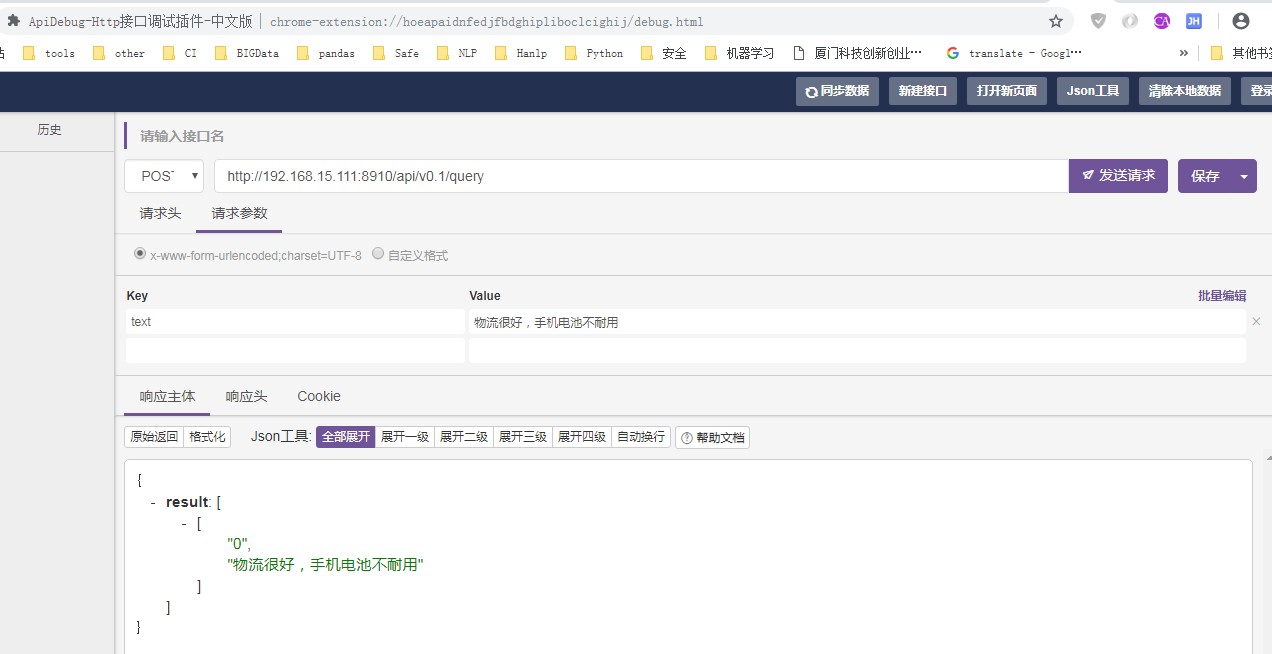 ApiDebug-Http接口调试插件-中文版 | chrome-extension://hoeapaidnfedjfbdghipliboclcighij/debug.html
CA JH
tools other CI BIGData pandas Safe NLP Hanlp Python 安全 机器学习 厦门科技创新创业… translate - Googl… » 其他书签
同步数据 新建接口 打开新页面 Json工具 清除本地数据 登录
历史
请输入接口名
POST http://192.168.15.111:8910/api/v0.1/query 发送请求 保存
请求头 请求参数
x-www-form-urlencoded;charset=UTF-8 自定义格式
Key Value 批量编辑
text 物流很好，手机电池不耐用 ×
响应主体 响应头 Cookie
原始返回 格式化 Json工具: 全部展开 展开一级 展开二级 展开三级 展开四级 自动换行 ? 帮助文档
{
- result: [
- [
"0",
"物流很好，手机电池不耐用"
]
]
}